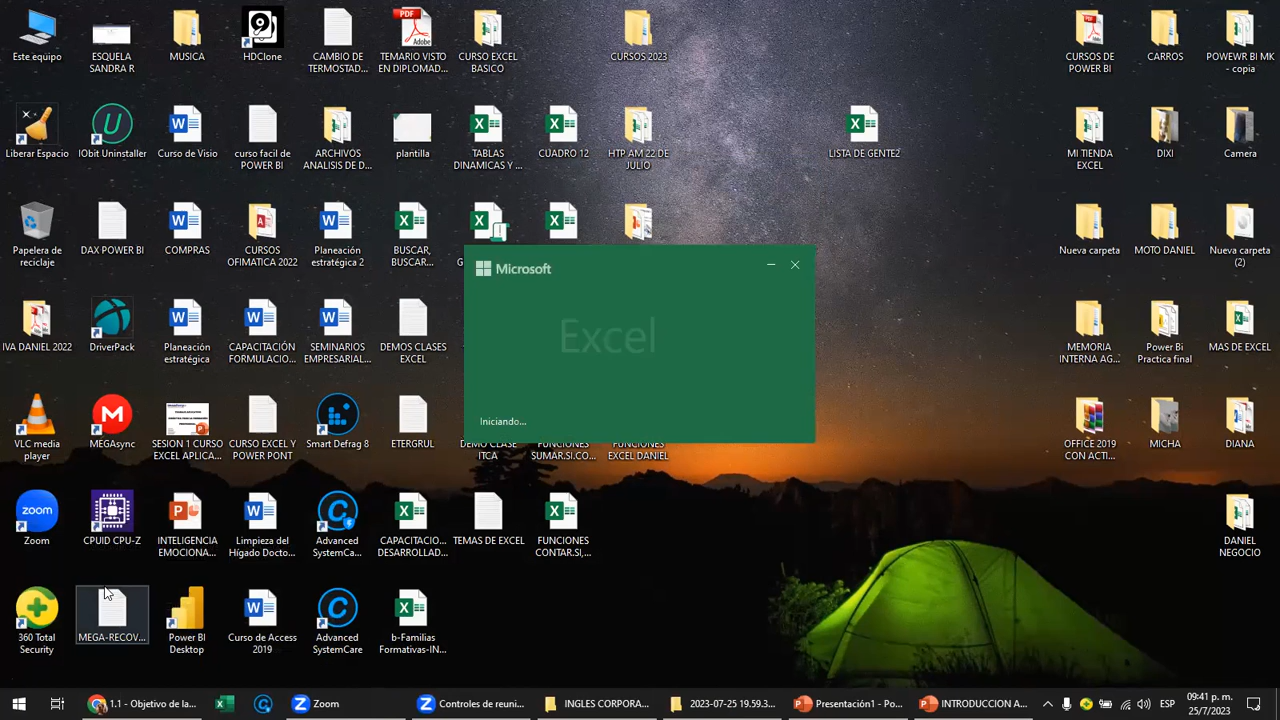 Este equipo
ESCUELA
SANDRA R
MUSICA
HDClone
CAMBIO DE
TERMOSTAD...
PDF
Adobe
TEMARIO VISTO
EN DIPLOMAD...
CURSO EXCEL
BASICO
CURSOS 2023
PDF
Adobe
CURSOS DE
POWER BI
CARROS
POWEWR BI MK
- copia
Liberar Espacio
IObit Uninstaller
Curso de Visio
curso facil de
POWER BI
ARCHIVOS
ANALISIS DE D...
plantilla
TABLAS
DINAMICAS Y ...
CUADRO 12
HTP AM 22 DE
JULIO
LISTA DE GENTE2
MI TIENDA
EXCEL
DIXI
Camera
Papelera de
reciclaje
DAX POWER BI
COMPRAS
CURSOS
OFIMATICA 2022
Planeación
estratégica 2
BUSCAR,
BUSCAR...
Nueva carpeta
MOTO DANIEL
Nueva carpeta
(2)
Microsoft
Excel
Iniciando...
IVA DANIEL 2022
DriverPack
Planeación
estratégica
CAPACITACIÓN
FORMULACIO...
SEMINARIOS
EMPRESARIAL...
DEMOS CLASES
EXCEL
MEMORIA
INTERNA AG...
Power Bi
Practica final
MAS DE EXCEL
VLC media
player
MEGAsync
SESION 1 CURSO
EXCEL APLICA...
CURSO EXCEL Y
POWER PONT
Smart Defrag 8
ETERGRUL
DEMO CLASE
ITCA
FUNCIONES
SUMAR.SI.CO...
FUNCIONES
EXCEL DANIEL
OFFICE 2019
CON ACTI...
MICHA
DIANA
zoom
Zoom
CPUID CPU-Z
INTELIGENCIA
EMOCIONA...
Limpieza del
Hígado Docto...
Advanced
SystemCa...
CAPACITACIO...
DESARROLLAD...
TEMAS DE EXCEL
FUNCIONES
CONTAR.SI,...
DANIEL
NEGOCIO
360 Total
Security
MEGA-RECOV...
Power BI
Desktop
Curso de Access
2019
Advanced
SystemCare
b-Familias
Formativas-IN...
1.1 - Objetivo de la...
Zoom
Controles de reuni...
INGLES CORPORA...
2023-07-25 19.59.3...
Presentación1 - Po...
INTRODUCCION A...
ESP
09:41 p. m.
25/7/2023